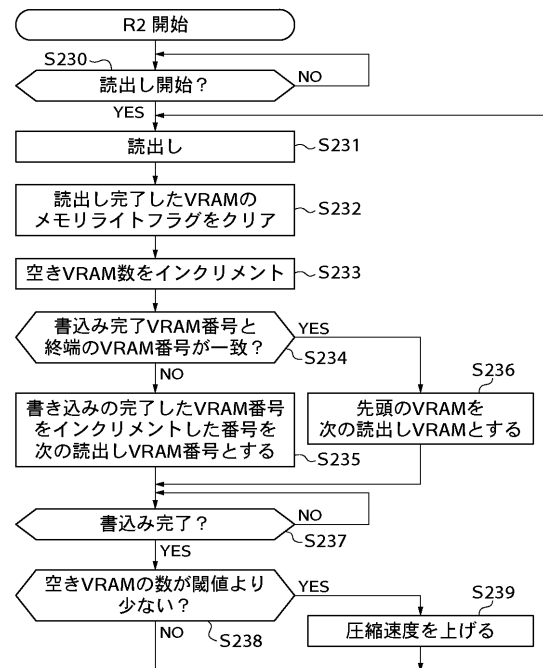 R2 開始
S230
読出し開始？
NO
YES
読出し
S231
読出し完了したVRAMの
メモリライトフラグをクリア
S232
空きVRAM数をインクリメント
S233
書込み完了VRAM番号と
終端のVRAM番号が一致？
YES
S234
NO
S236
先頭のVRAMを
次の読出しVRAMとする
書き込みの完了したVRAM番号
をインクリメントした番号を
次の読出しVRAM番号とする
S235
書込み完了？
NO
S237
YES
空きVRAMの数が閾値より
少ない？
YES
S238
NO
S239
圧縮速度を上げる